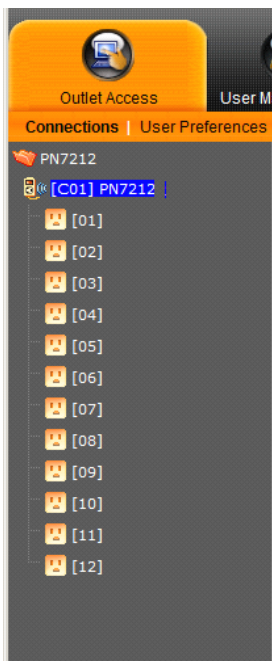 Outlet Access
User M
Connections | User Preferences
PN7212
[C01] PN7212
[01]
[02]
[03]
[04]
[05]
[06]
[07]
[08]
[09]
[10]
[11]
[12]